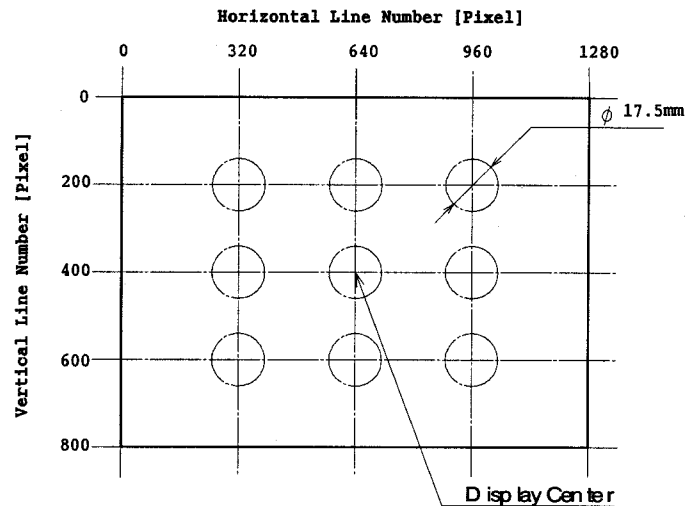 Horizontal Line Number [Pixel]
0 320 640 960 1280
0
ϕ 17.5mm
200
Vertical Line Number [Pixel]
400
600
800
Display Center